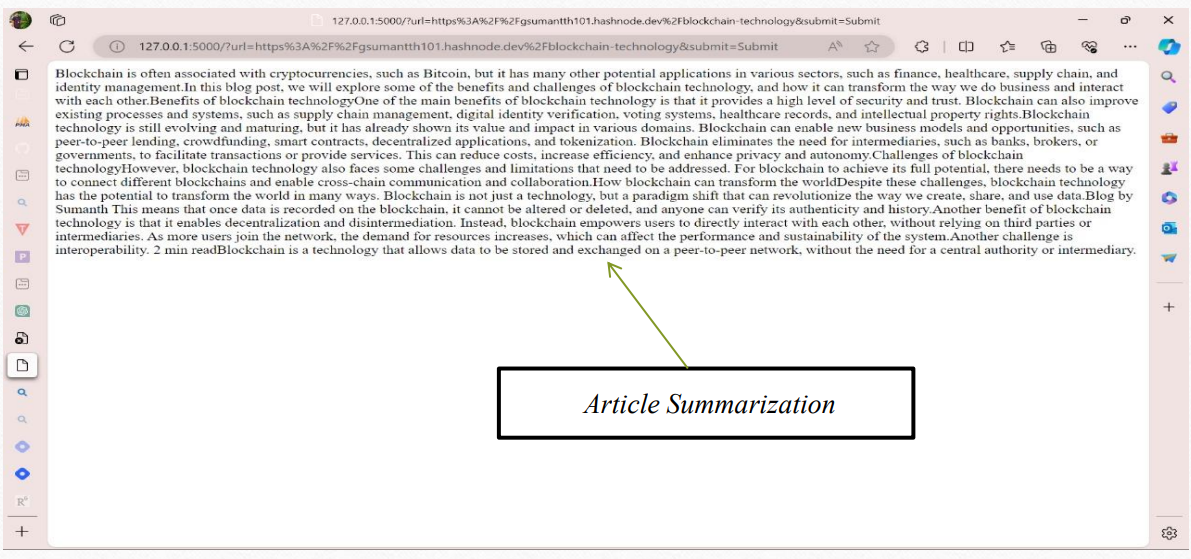 127.0.0.1:5000/?url=https%3A%2F%2Fgsumantth101.hashnode.dev%2Fblockchain-technology&submit=Submit
127.0.0.1:5000/?url=https%3A%2F%2Fgsumantth101.hashnode.dev%2Fblockchain-technology&submit=Submit
Blockchain is often associated with cryptocurrencies, such as Bitcoin, but it has many other potential applications in various sectors, such as finance, healthcare, supply chain, and
identity management.In this blog post, we will explore some of the benefits and challenges of blockchain technology, and how it can transform the way we do business and interact
with each other.Benefits of blockchain technologyOne of the main benefits of blockchain technology is that it provides a high level of security and trust. Blockchain can also improve
existing processes and systems, such as supply chain management, digital identity verification, voting systems, healthcare records, and intellectual property rights.Blockchain
technology is still evolving and maturing, but it has already shown its value and impact in various domains. Blockchain can enable new business models and opportunities, such as
peer-to-peer lending, crowdfunding, smart contracts, decentralized applications, and tokenization. Blockchain eliminates the need for intermediaries, such as banks, brokers, or
governments, to facilitate transactions or provide services. This can reduce costs, increase efficiency, and enhance privacy and autonomy.Challenges of blockchain
technologyHowever, blockchain technology also faces some challenges and limitations that need to be addressed. For blockchain to achieve its full potential, there needs to be a way
to connect different blockchains and enable cross-chain communication and collaboration.How blockchain can transform the worldDespite these challenges, blockchain technology
has the potential to transform the world in many ways. Blockchain is not just a technology, but a paradigm shift that can revolutionize the way we create, share, and use data.Blog by
Sumanth This means that once data is recorded on the blockchain, it cannot be altered or deleted, and anyone can verify its authenticity and history.Another benefit of blockchain
technology is that it enables decentralization and disintermediation. Instead, blockchain empowers users to directly interact with each other, without relying on third parties or
intermediaries. As more users join the network, the demand for resources increases, which can affect the performance and sustainability of the system.Another challenge is
interoperability. 2 min readBlockchain is a technology that allows data to be stored and exchanged on a peer-to-peer network, without the need for a central authority or intermediary.
Article Summarization